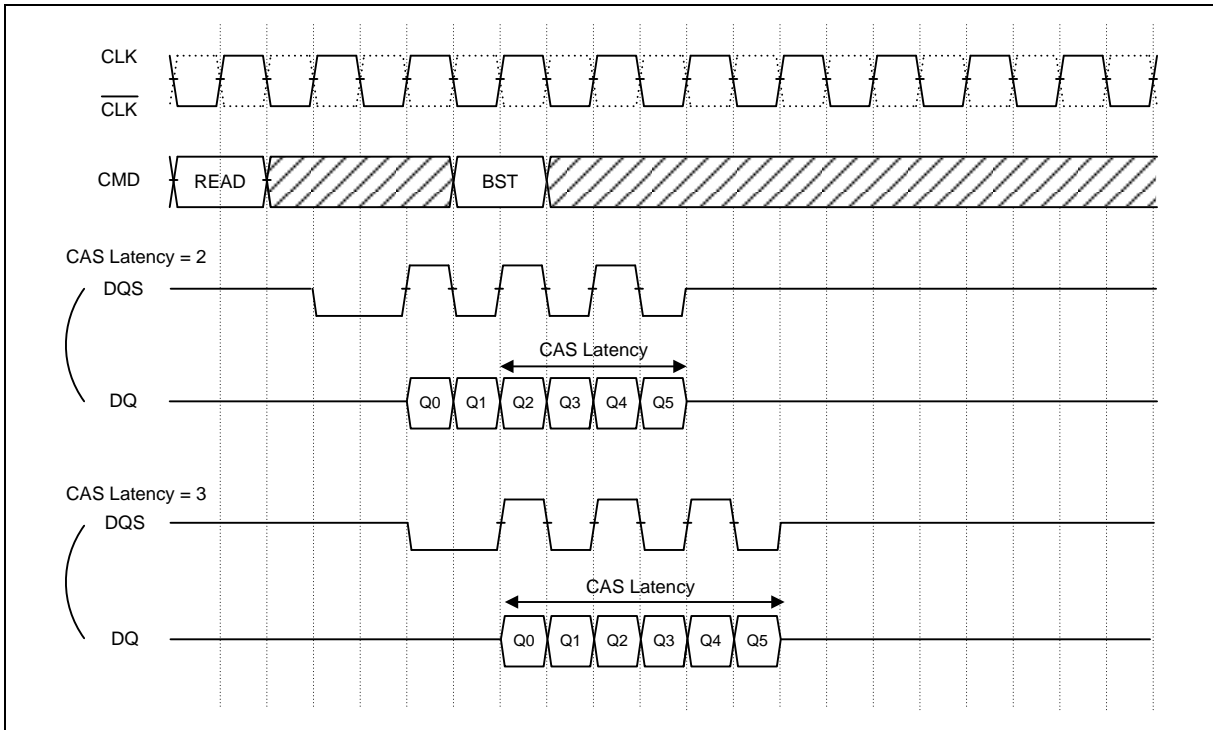 CLK
CLK
CMD READ BST
CAS Latency = 2
DQS
CAS Latency
DQ Q0 Q1 Q2 Q3 Q4 Q5
CAS Latency = 3
DQS
CAS Latency
DQ Q0 Q1 Q2 Q3 Q4 Q5